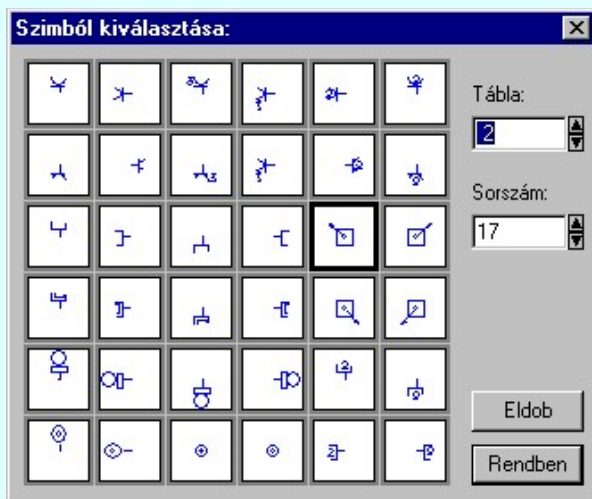 Szimból kiválasztása:
Tábla:
2
Sorszám:
17
Eldob
Rendben